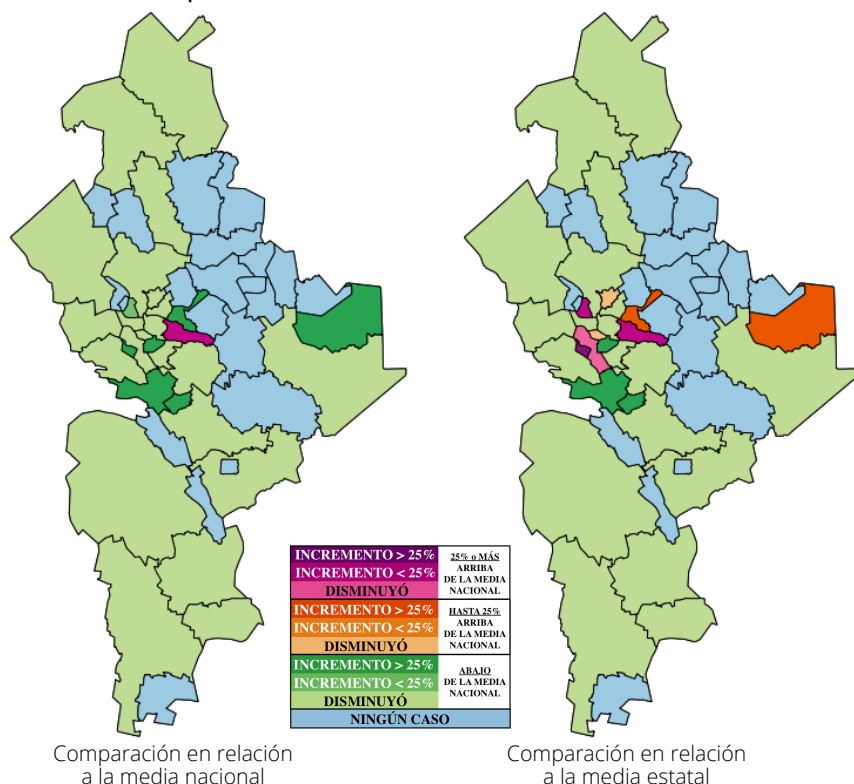 INCREMENTO > 25%
INCREMENTO < 25%
DISMINUYÓ
25% o MÁS
ARRIBA
DE LA MEDIA
NACIONAL
INCREMENTO > 25%
INCREMENTO < 25%
DISMINUYÓ
HASTA 25%
ARRIBA
DE LA MEDIA
NACIONAL
INCREMENTO > 25%
INCREMENTO < 25%
DISMINUYÓ
ABAJO
DE LA MEDIA
NACIONAL
NINGÚN CASO
Comparación en relación
a la media nacional
Comparación en relación
a la media estatal